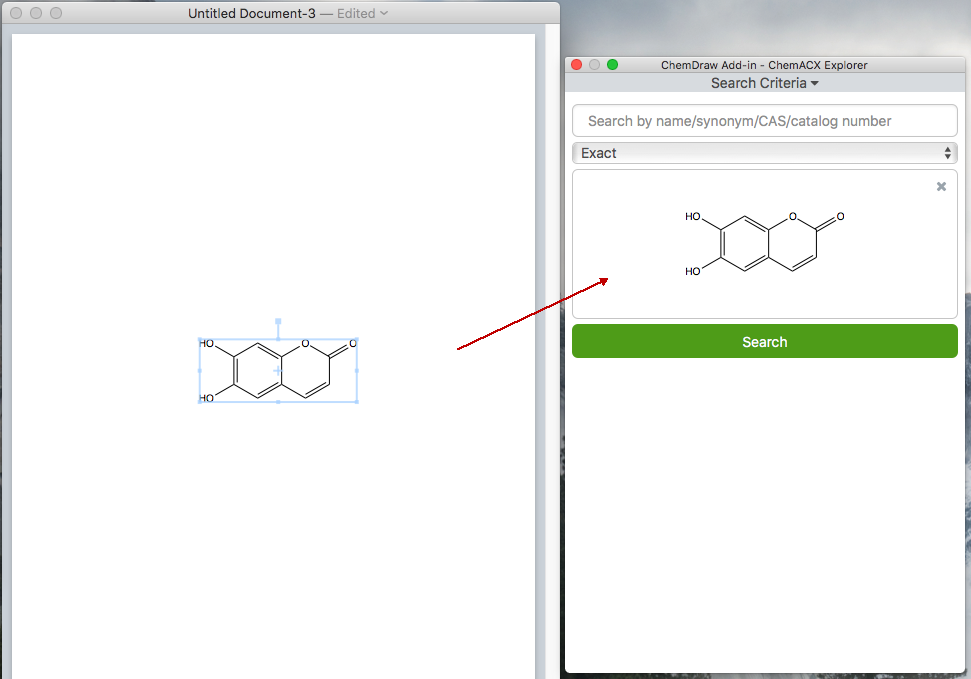 Untitled Document-3 — Edited
HO O O
HO
ChemDraw Add-in - ChemACX Explorer
Search Criteria
Search by name/synonym/CAS/catalog number
Exact
HO O O
HO
Search